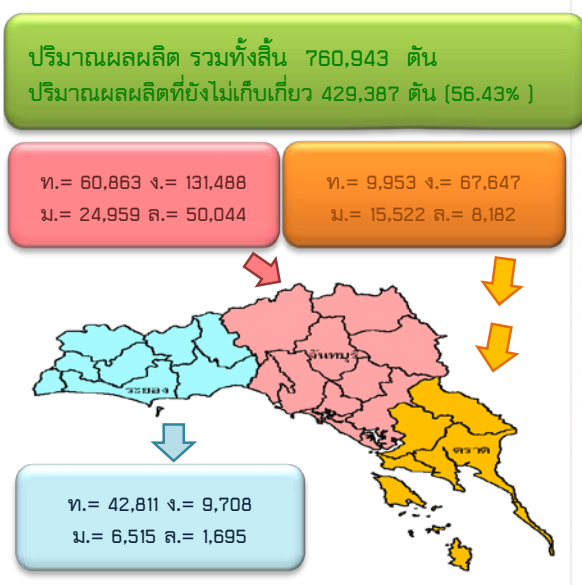 ปริมาณผลผลิต รวมทั้งสิ้น 760,943 ตัน
ปริมาณผลผลิตที่ยังไม่เก็บเกี่ยว 429,387 ตัน (56.43% )
ท.= 60,863 ง.= 131,488
ม.= 24,959 ล.= 50,044
ท.= 9,953 ง.= 67,647
ม.= 15,522 ล.= 8,182
จันทบุรี
ระยอง
ตราด
ท.= 42,811 ง.= 9,708
ม.= 6,515 ล.= 1,695